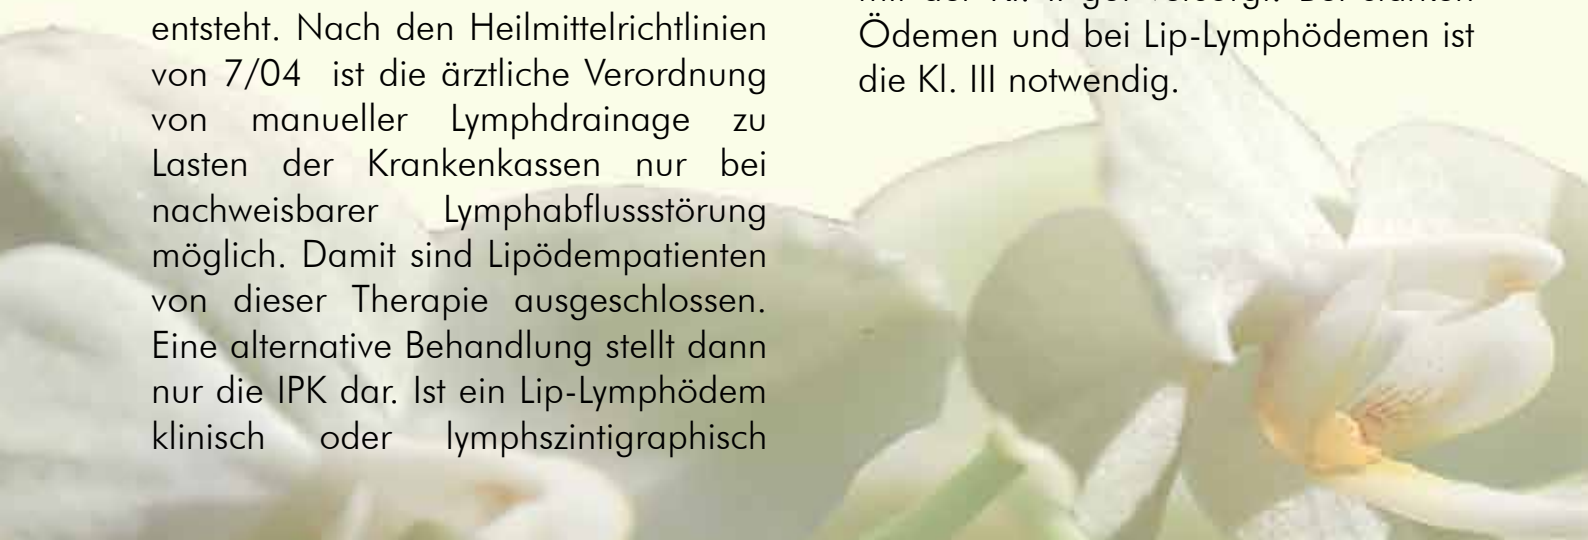 entsteht. Nach den Heilmittelrichtlinien
von 7/04 ist die ärztliche Verordnung
von manueller Lymphdrainage zu
Lasten der Krankenkassen nur bei
nachweisbarer Lymphabflussstörung
möglich. Damit sind Lipödempatienten
von dieser Therapie ausgeschlossen.
Eine alternative Behandlung stellt dann
nur die IPK dar. Ist ein Lip-Lymphödem
klinisch oder lymphszintigraphisch
Ödemen und bei Lip-Lymphödemen ist
die Kl. III notwendig.